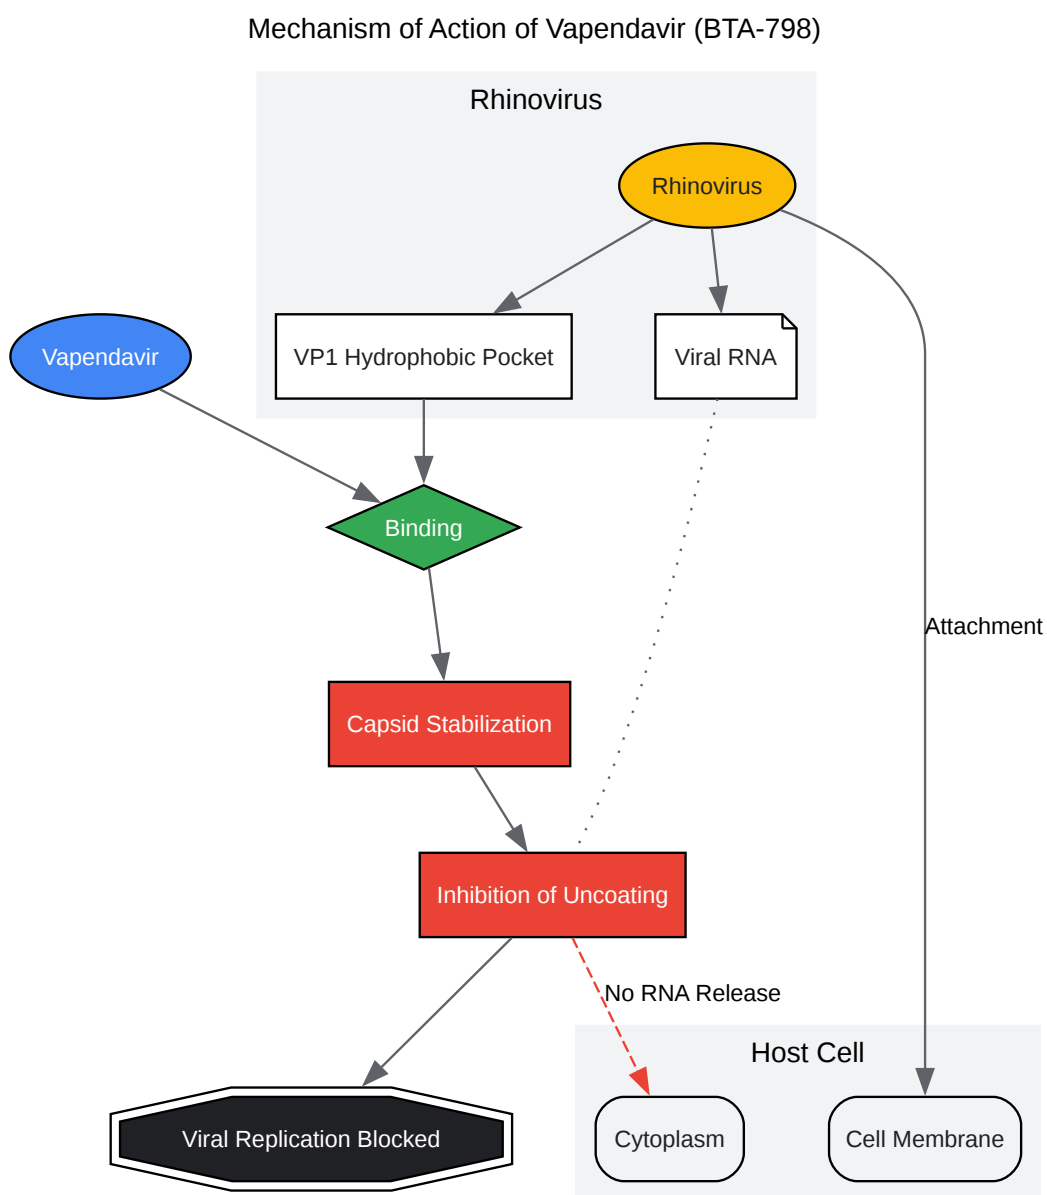 Mechanism of Action of Vapendavir (BTA-798)
Rhinovirus
Rhinovirus
Vapendavir
VP1 Hydrophobic Pocket
Viral RNA
Binding
Attachment
Capsid Stabilization
Inhibition of Uncoating
No RNA Release
Host Cell
Viral Replication Blocked
Cytoplasm
Cell Membrane